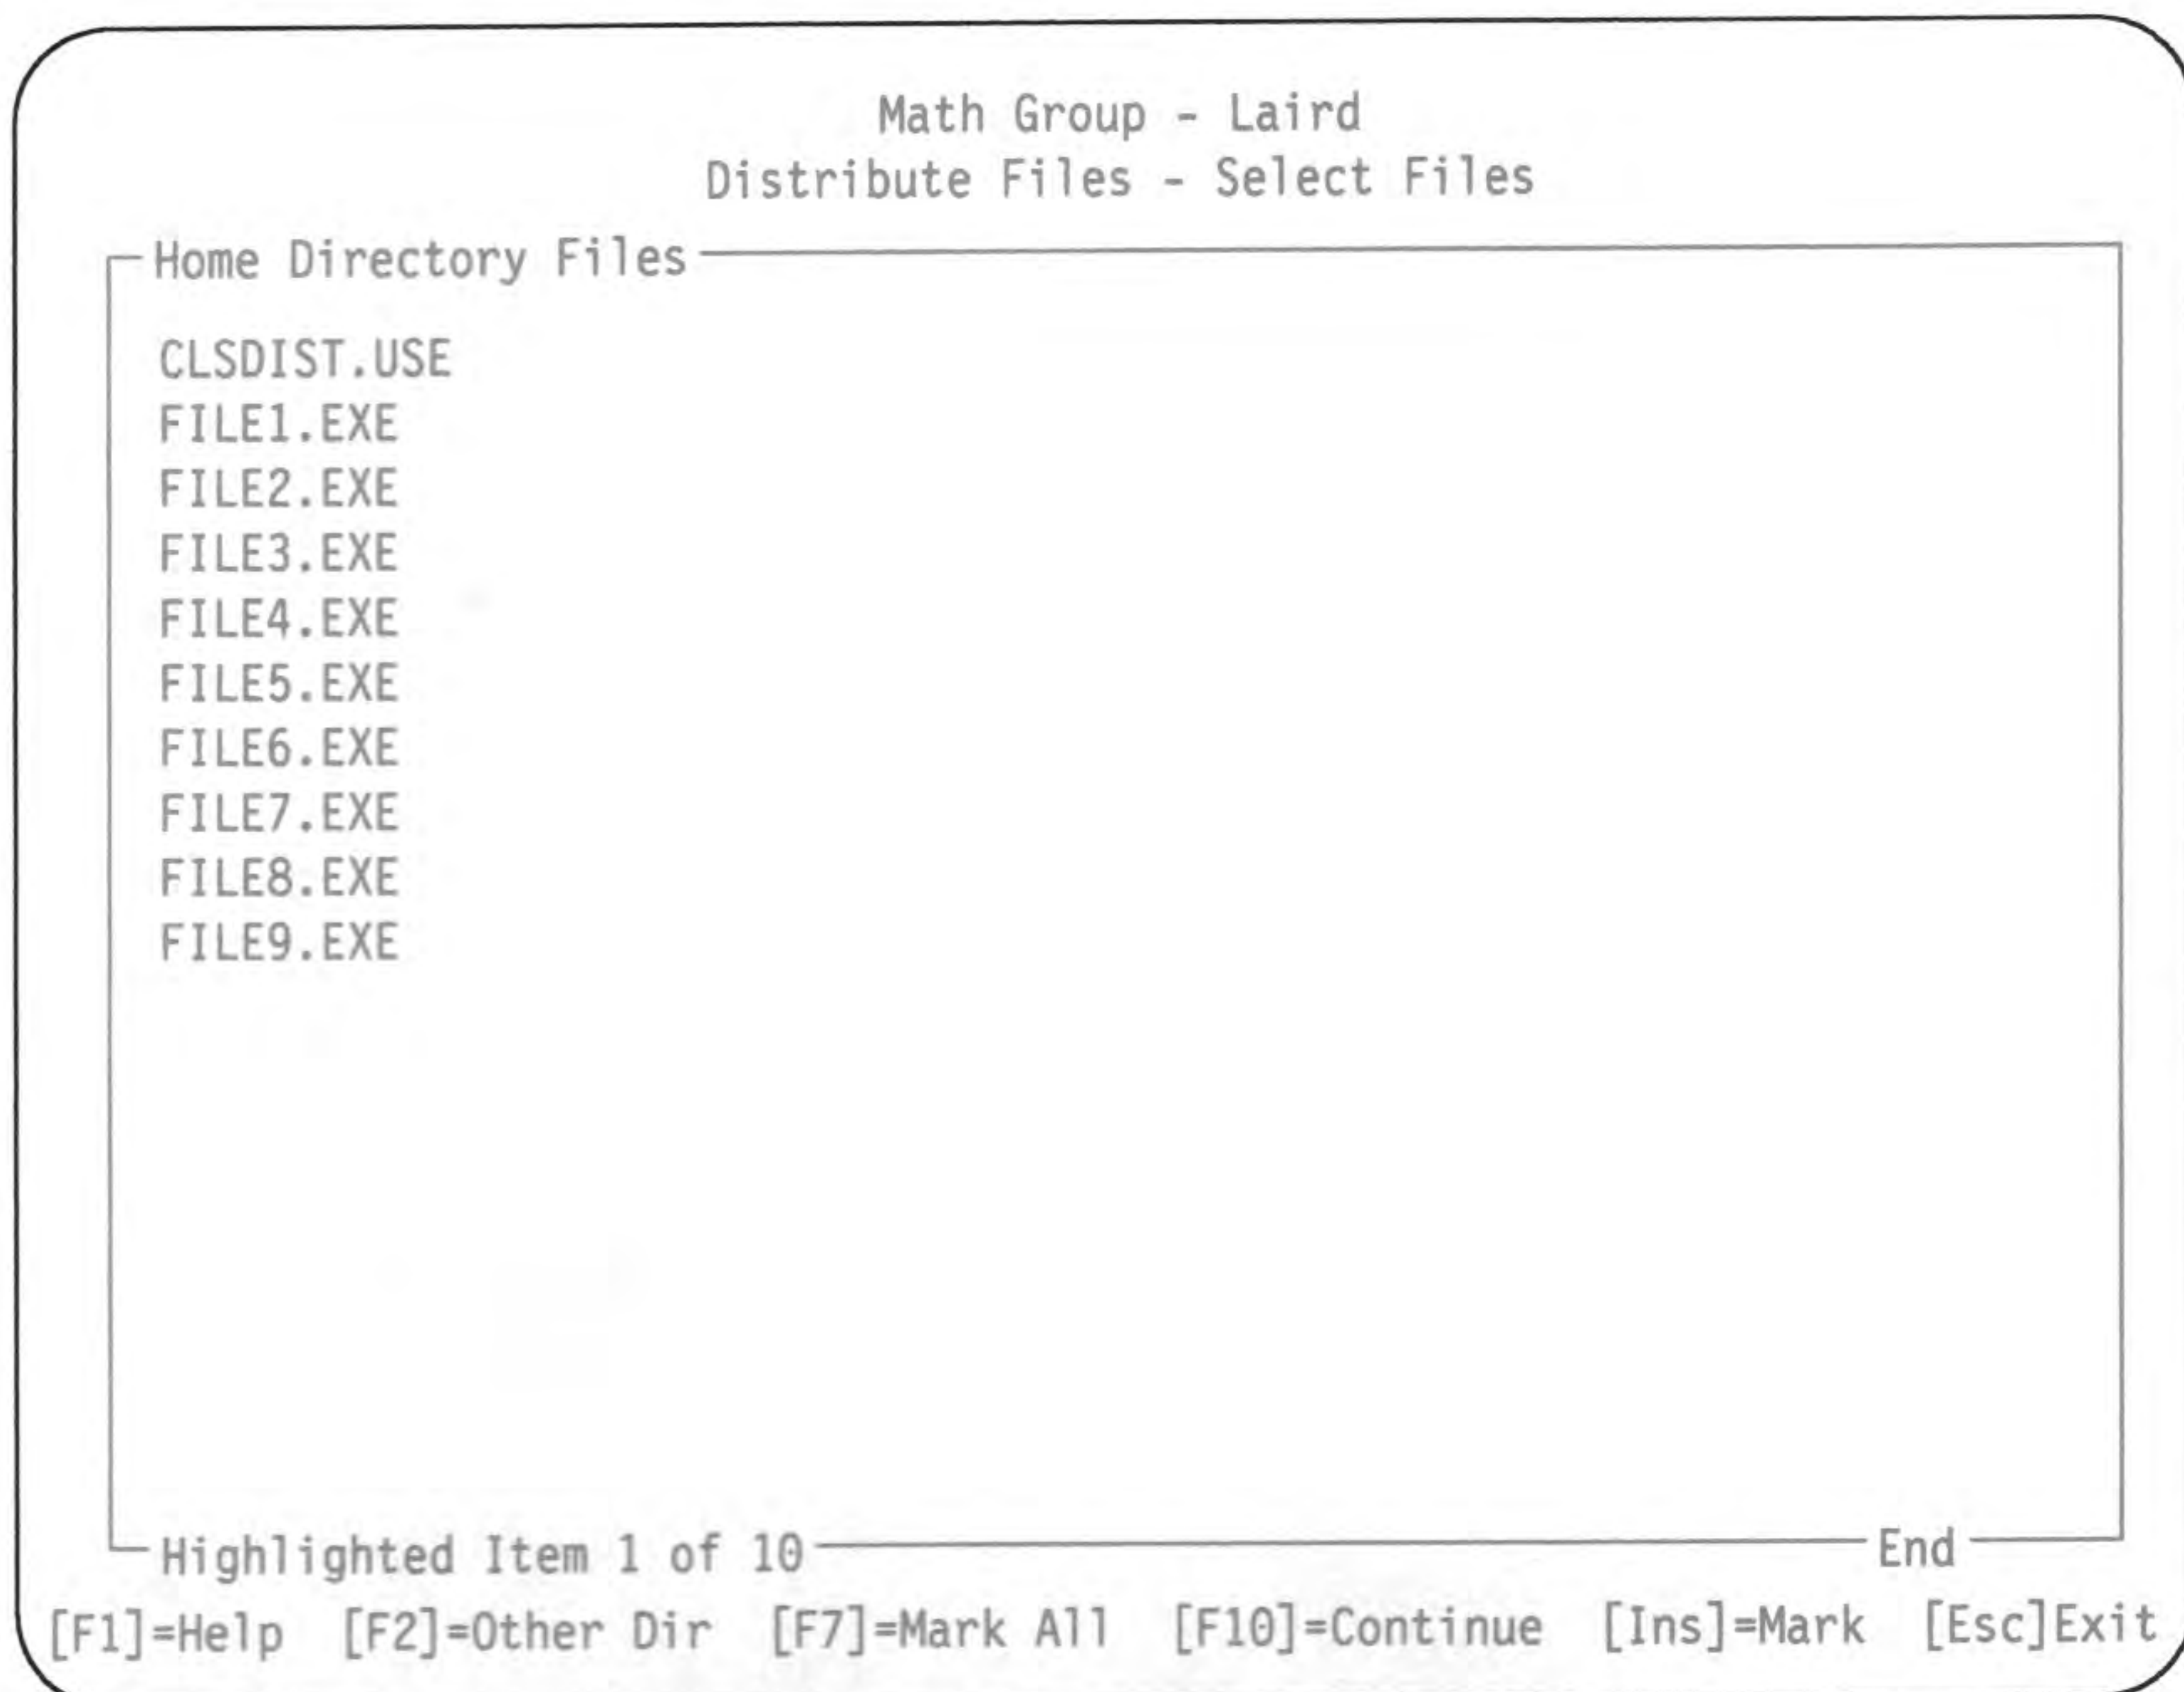 Math Group - Laird
Distribute Files - Select Files
Home Directory Files
CLSDIST.USE
FILE1.EXE
FILE2.EXE
FILE3.EXE
FILE4.EXE
FILE5.EXE
FILE6.EXE
FILE7.EXE
FILE8.EXE
FILE9.EXE
Highlighted Item 1 of 10 End
[F1]=Help [F2]=Other Dir [F7]=Mark All [F10]=Continue [Ins]=Mark [Esc]Exit